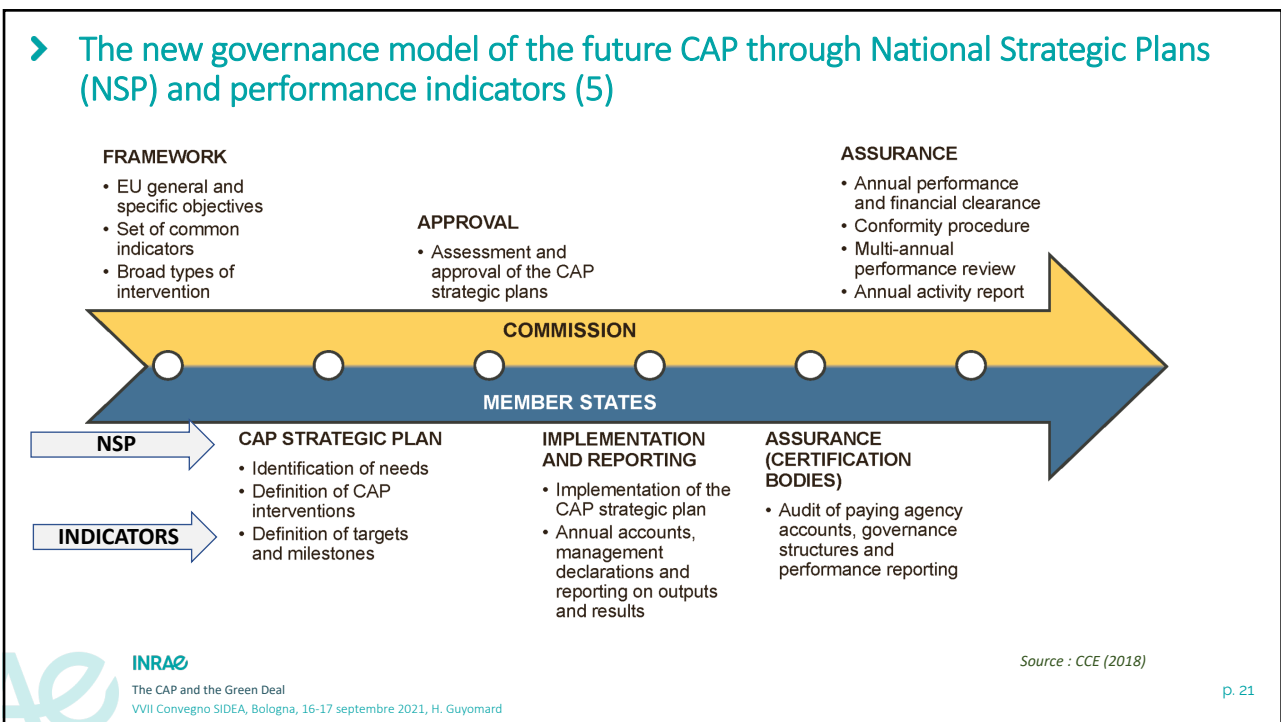 The new governance model of the future CAP through National Strategic Plans
(NSP) and performance indicators (5)
FRAMEWORK
• EU general and
specific objectives
• Set of common
indicators
• Broad types of
intervention
APPROVAL
• Assessment and
approval of the CAP
strategic plans
ASSURANCE
• Annual performance
and financial clearance
• Conformity procedure
• Multi-annual
performance review
• Annual activity report
COMMISSION
MEMBER STATES
NSP
INDICATORS
CAP STRATEGIC PLAN
• Identification of needs
• Definition of CAP
interventions
• Definition of targets
and milestones
IMPLEMENTATION
AND REPORTING
• Implementation of the
CAP strategic plan
• Annual accounts,
management
declarations and
reporting on outputs
and results
ASSURANCE
(CERTIFICATION
BODIES)
• Audit of paying agency
accounts, governance
structures and
performance reporting
Source : CCE (2018)
INRAE
The CAP and the Green Deal
VVII Convegno SIDEA, Bologna, 16-17 septembre 2021, H. Guyomard
p. 21